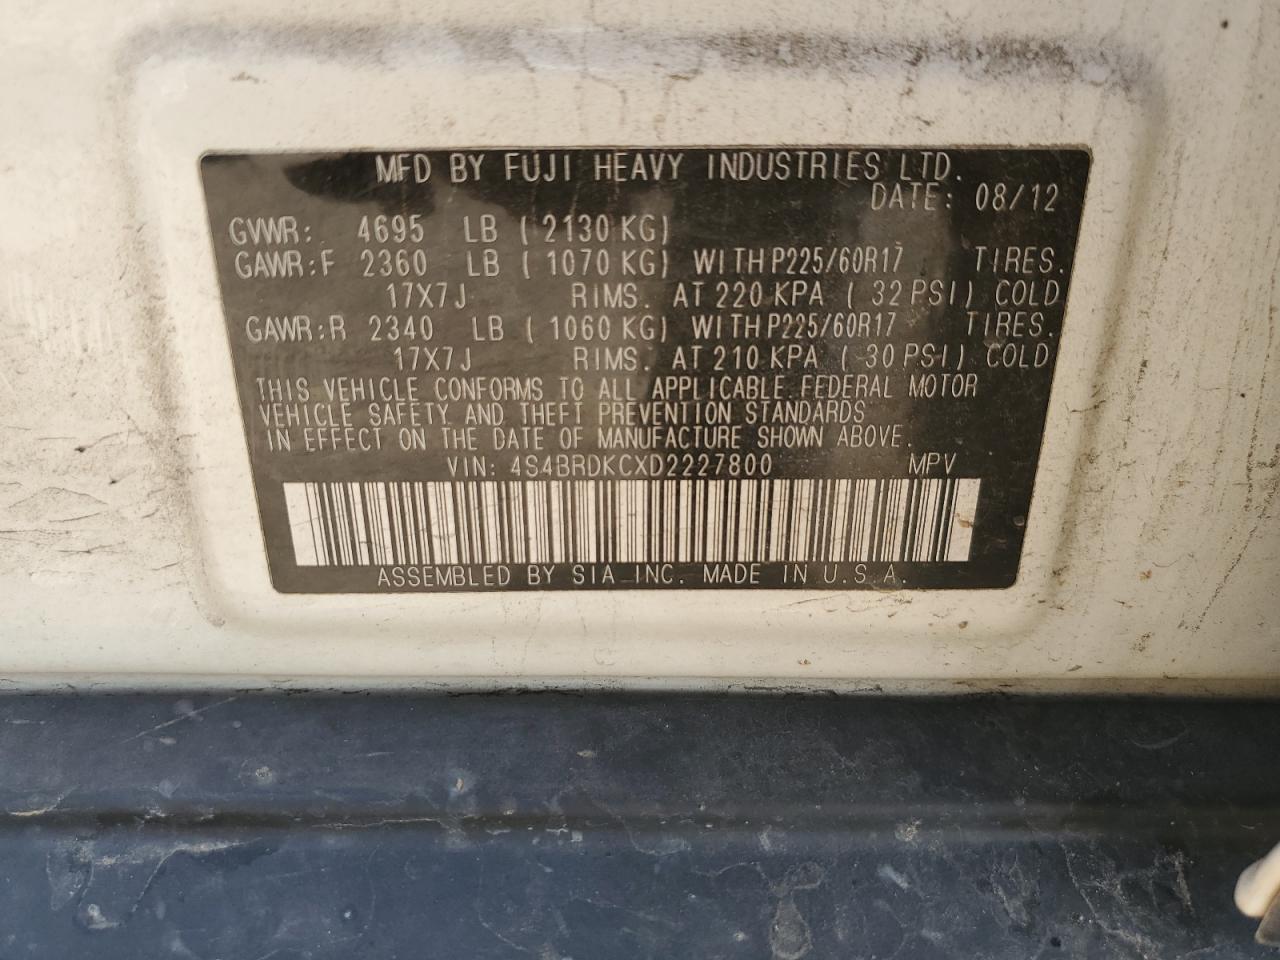 MFD BY FUJI HEAVY INDUSTRIES LTD.
DATE: 08/12
GVWR: 4695 LB ( 2130 KG)
GAWR:F 2360 LB ( 1070 KG) WITH P225/60R17 TIRES.
17X7J RIMS. AT 220 KPA ( 32 PSI) COLD
GAWR:R 2340 LB ( 1060 KG) WITH P225/60R17 TIRES.
17X7J RIMS. AT 210 KPA ( 30 PSI) COLD
THIS VEHICLE CONFORMS TO ALL APPLICABLE FEDERAL MOTOR
VEHICLE SAFETY AND THEFT PREVENTION STANDARDS
IN EFFECT ON THE DATE OF MANUFACTURE SHOWN ABOVE.
VIN: 4S4BRDKCXD2227800 MPV
ASSEMBLED BY SIA INC. MADE IN U.S.A.